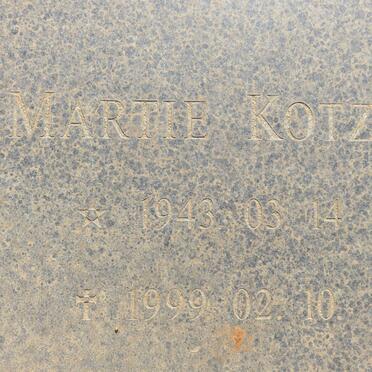 Martie Kotz
☆ 1943. 03. 14
✝ 1999. 02. 10.